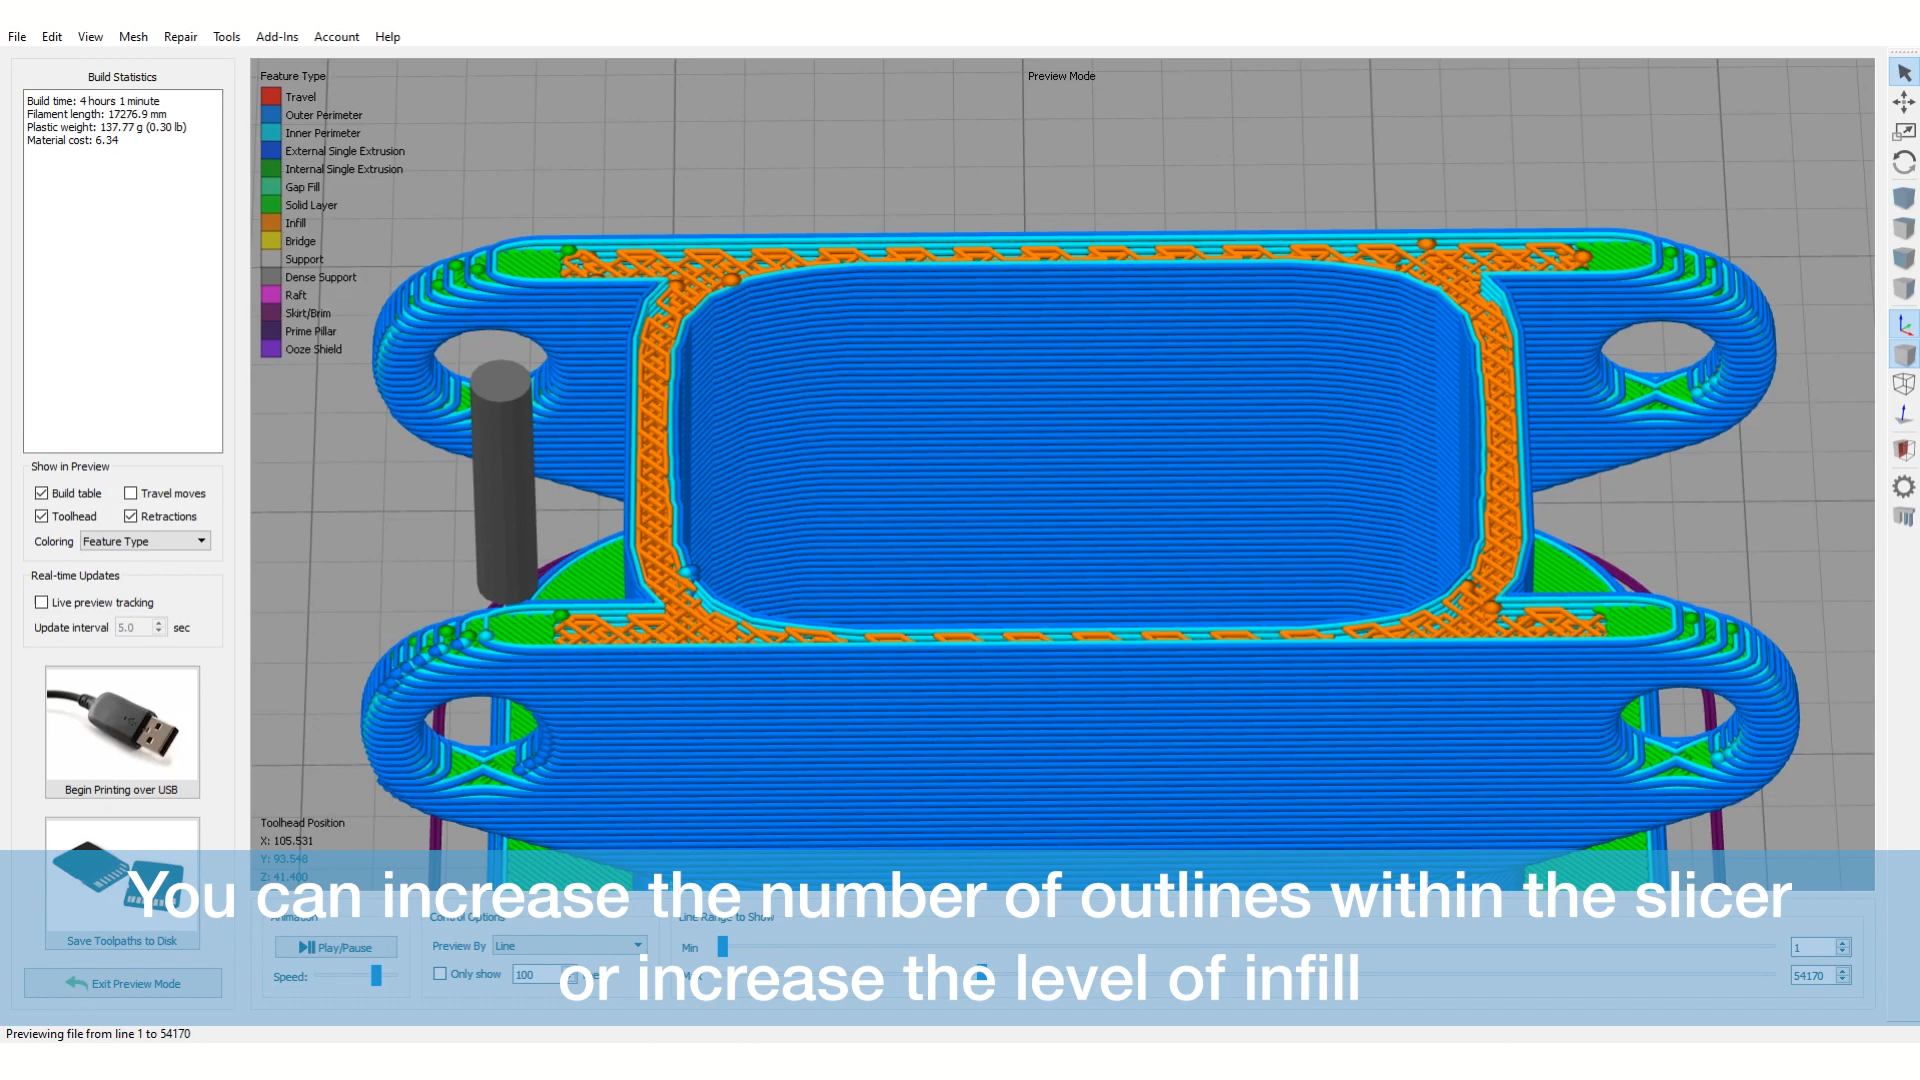 File Edit View Mesh Repair Tools Add-Ins Account Help
Build Statistics
Build time: 4 hours 1 minute
Filament length: 17276.9 mm
Plastic weight: 137.77 g (0.30 lb)
Material cost: 6.34
Feature Type
Travel
Outer Perimeter
Inner Perimeter
External Single Extrusion
Internal Single Extrusion
Gap Fill
Solid Layer
Infill
Bridge
Support
Dense Support
Raft
Skirt/Brim
Prime Pillar
Ooze Shield
Preview Mode
Show in Preview
Build table Travel moves
Toolhead Retractions
Coloring Feature Type
Real-time Updates
Live preview tracking
Update interval 5.0 sec
Begin Printing over USB
Save Toolpaths to Disk
Exit Preview Mode
Toolhead Position
X: 105.531
Y: 93.548
Z: 41.400
Animation
Play/Pause
Speed:
Control Options
Preview By Line
Only show 100
Line Range to Show
Min 1
54170
You can increase the number of outlines within the slicer
or increase the level of infill
Previewing file from line 1 to 54170